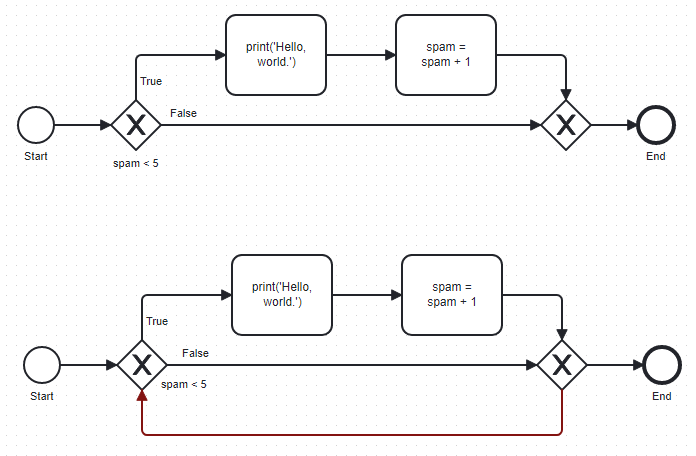 print('Hello,
world.')
spam =
spam + 1
True
False
Start
spam < 5
End
print('Hello,
world.')
spam =
spam + 1
True
False
Start
spam < 5
End